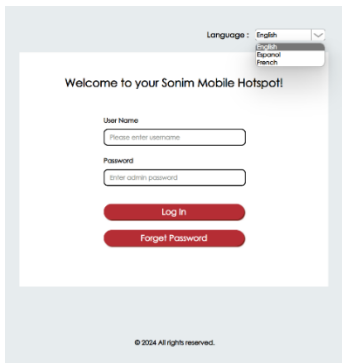 Language : English
English
Espanol
French
Welcome to your Sonim Mobile Hotspot!
User Name
Please enter username
Password
Enter admin password
Log In
Forget Password
© 2024 All rights reserved.